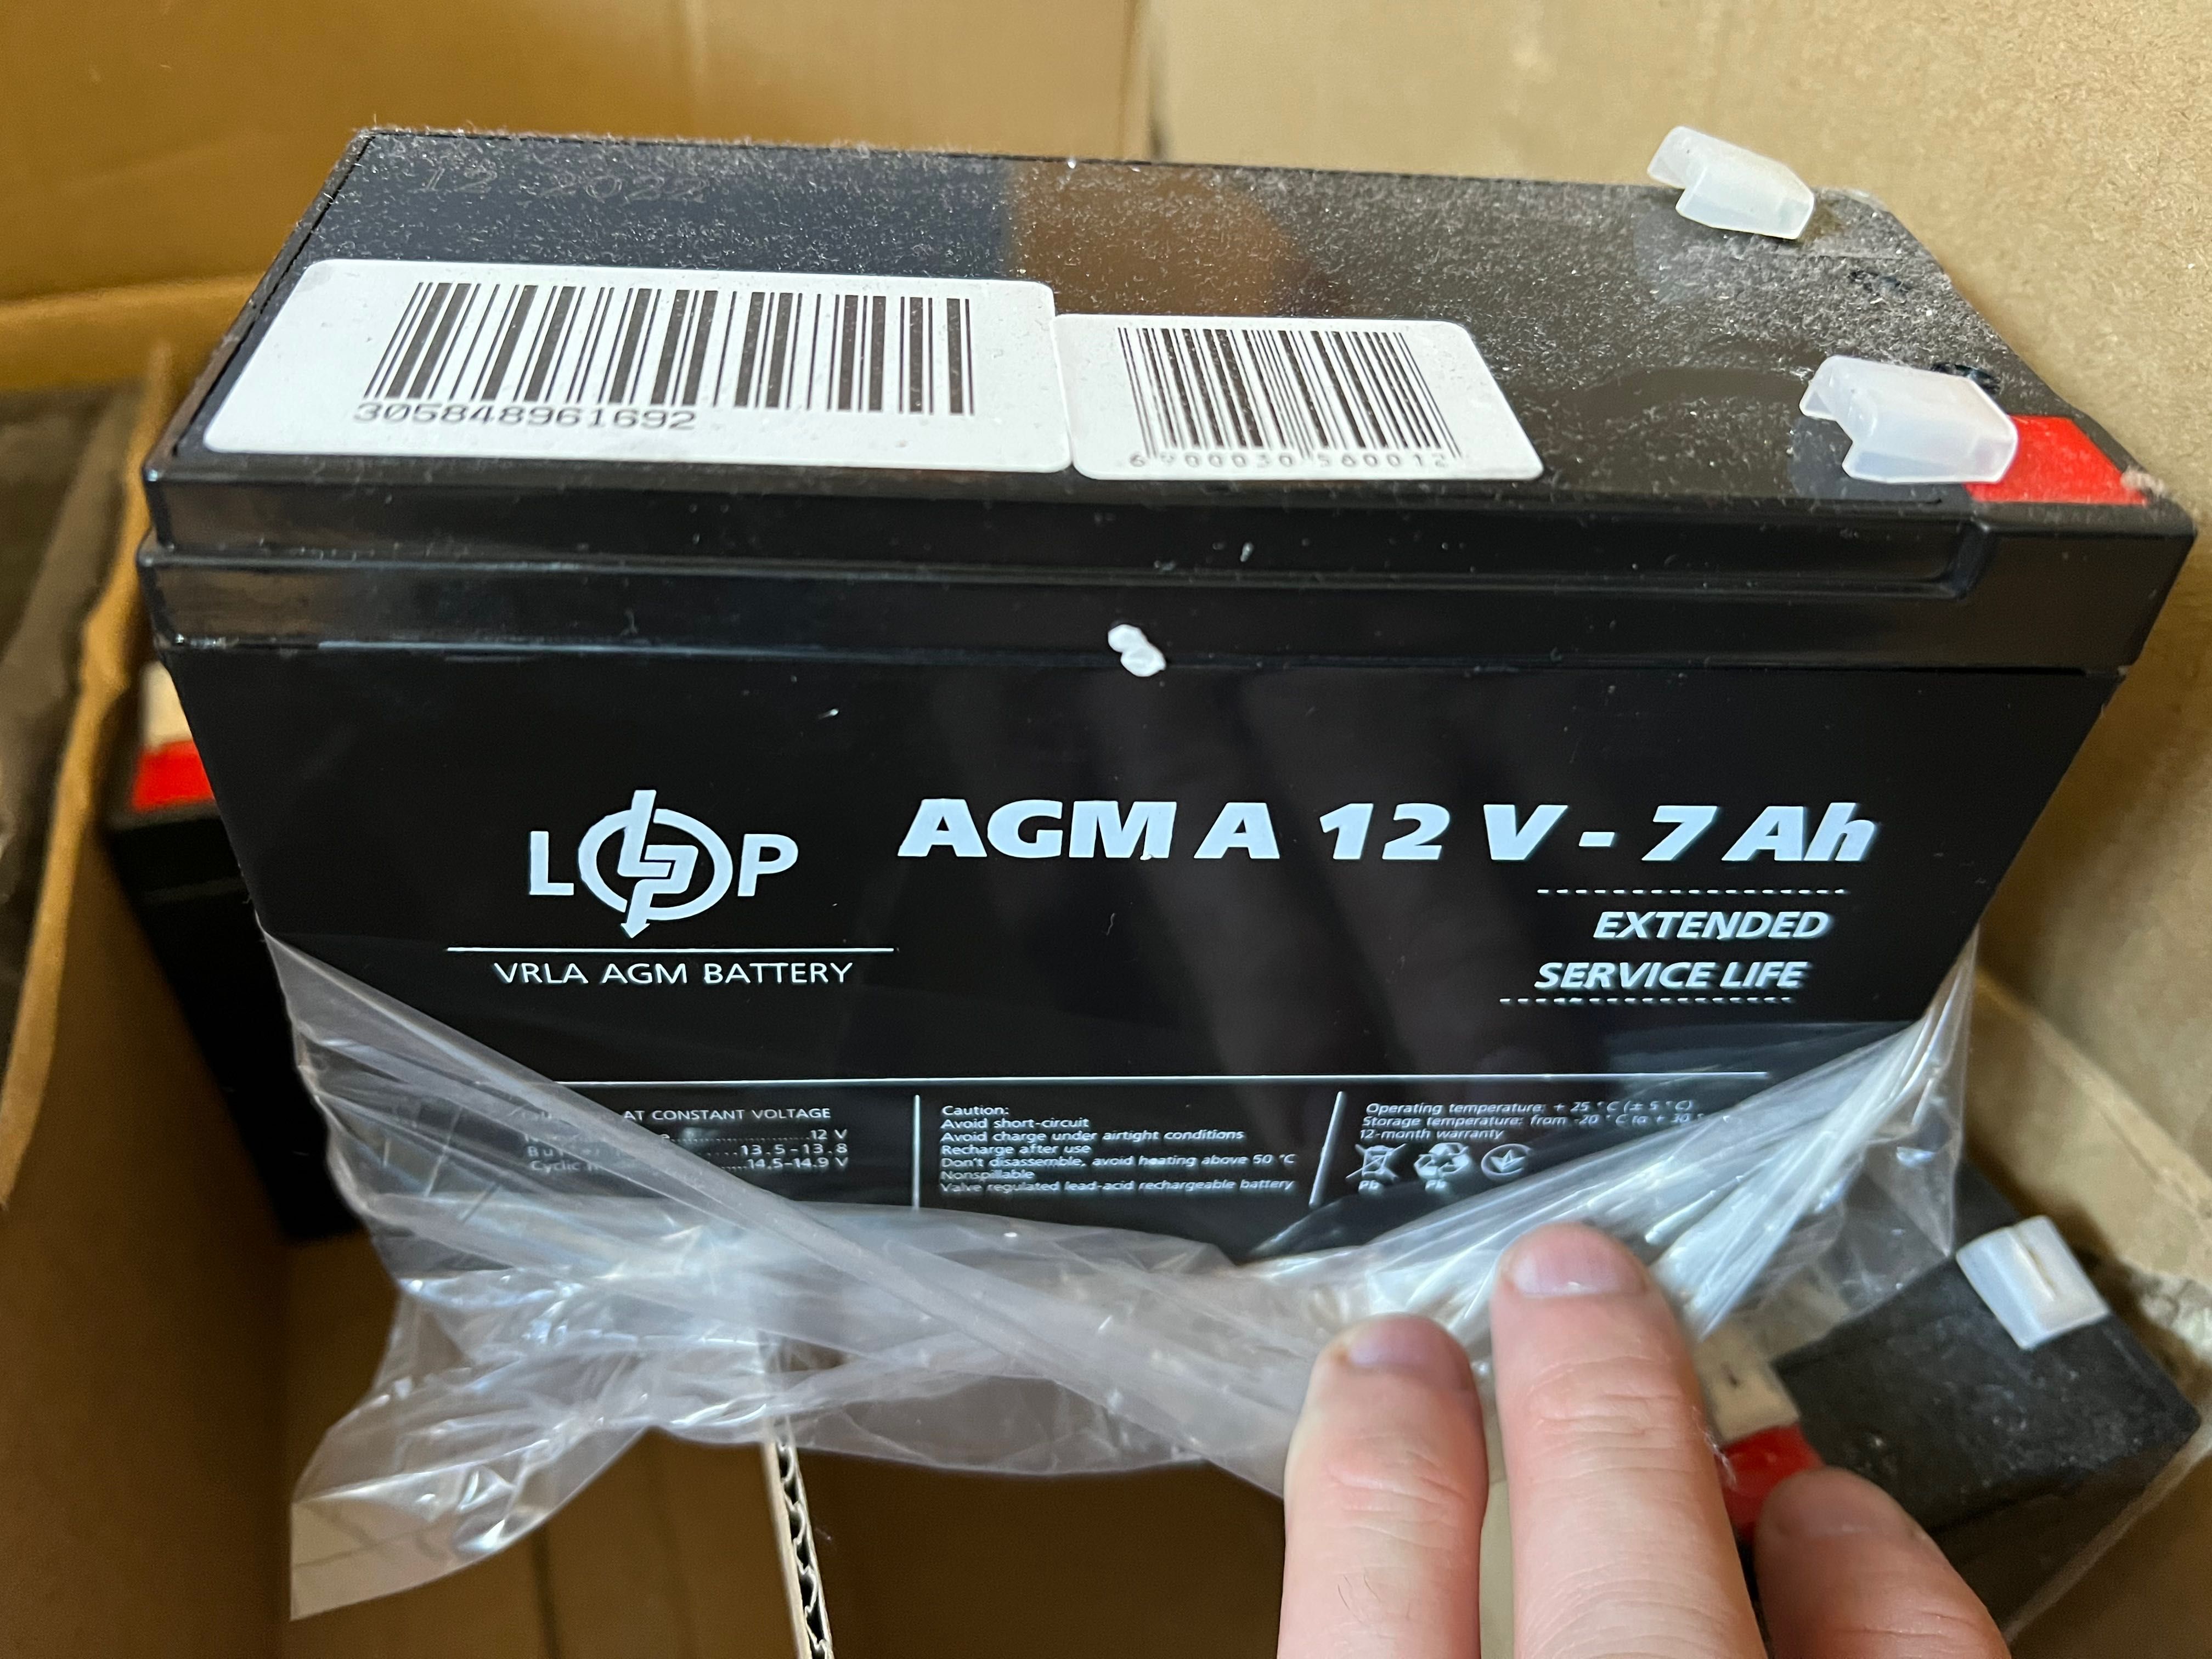 12 2022
305848961692
LP
VRLA AGM BATTERY
AGM A 12 V - 7 Ah
EXTENDED
SERVICE LIFE
AT CONSTANT VOLTAGE
12 V
13.5-13.8
14,5-14.9 V
Caution:
Avoid short-circuit
Avoid charge under airtight conditions
Recharge after use
Don't disassemble, avoid heating above 50 °C
Nonspillable
Valve regulated lead-acid rechargeable battery
Operating temperature: + 25 ° C (± 5 ° C)
Storage temperature: from -20 ° C (α + 30
12-month warranty
Pb
Pb